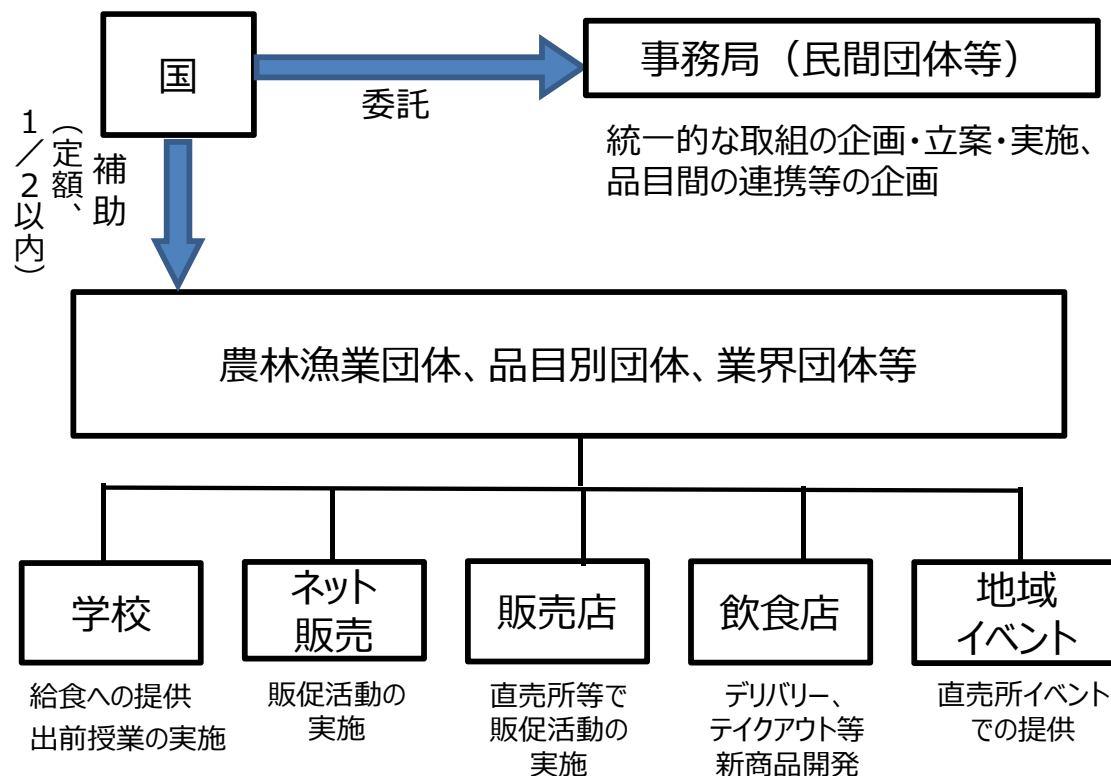 国
事務局（民間団体等）
委託
統一的な取組の企画・立案・実施、
品目間の連携等の企画
補助
（定額、
１／２以内）
農林漁業団体、品目別団体、業界団体等
学校
給食への提供
出前授業の実施
ネット
販売
販促活動の
実施
販売店
直売所等で
販促活動の
実施
飲食店
デリバリー、
テイクアウト等
新商品開発
地域
イベント
直売所イベント
での提供